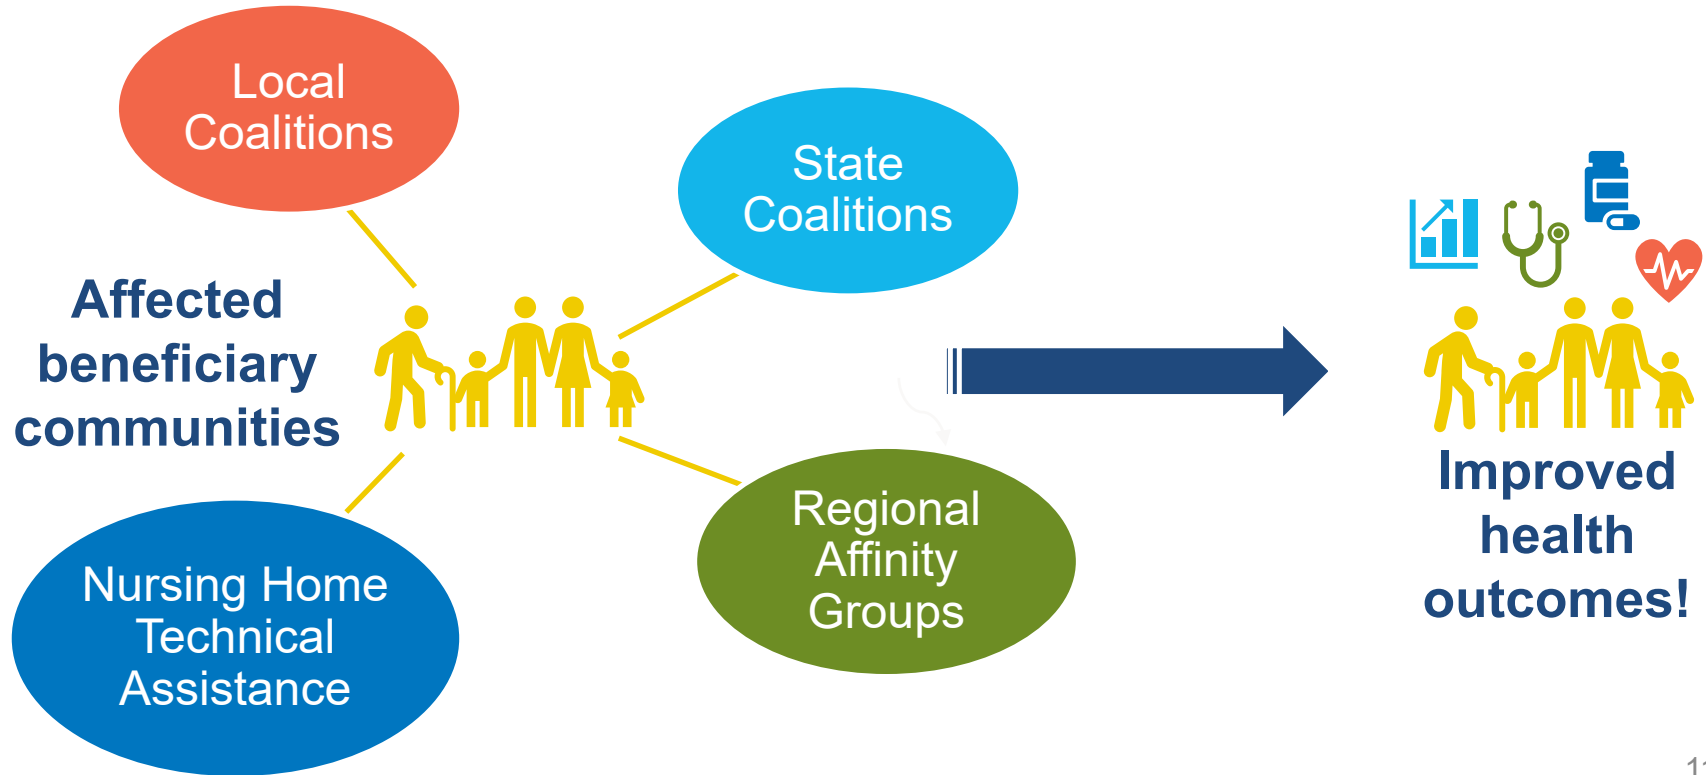 Local
Coalitions
State
Coalitions
Affected
beneficiary
communities
Nursing Home
Technical
Assistance
Regional
Affinity
Groups
Improved
health
outcomes!